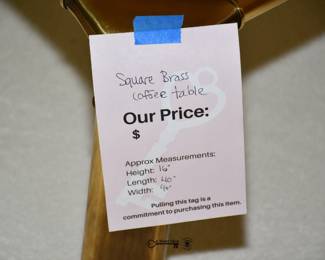 Square Brass
coffee table
Our Price:
$
Approx Measurements:
Height: 16"
Length: 40"
Width: 40"
Pulling this tag is a
commitment to purchasing this item.